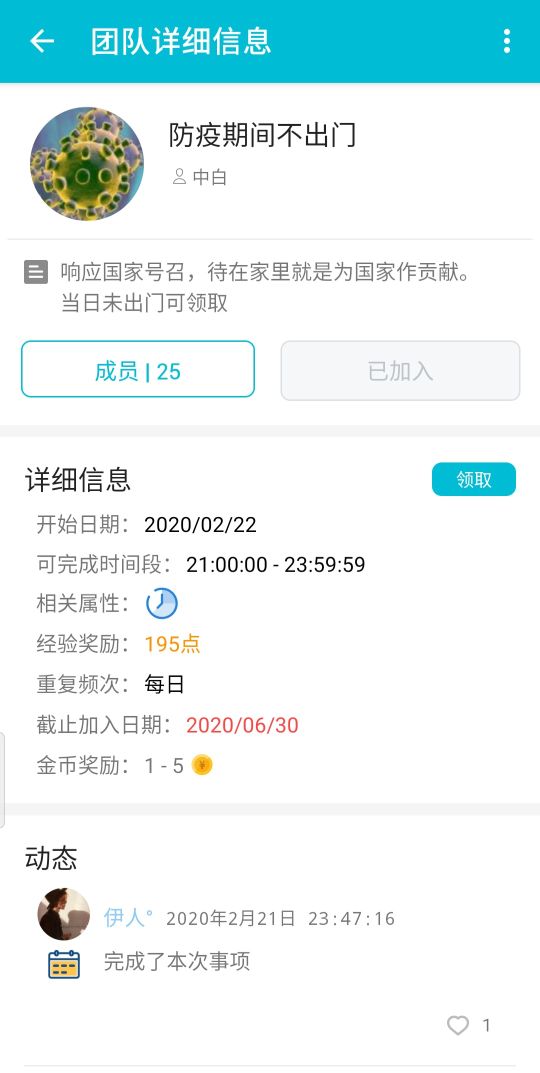 团队详细信息
防疫期间不出门
中白
响应国家号召，待在家里就是为国家作贡献。
当日未出门可领取
成员 | 25
已加入
详细信息
领取
开始日期： 2020/02/22
可完成时间段： 21:00:00 - 23:59:59
相关属性：
经验奖励： 195点
重复频次： 每日
截止加入日期： 2020/06/30
金币奖励： 1 - 5
动态
伊人° 2020年2月21日 23:47:16
完成了本次事项
1